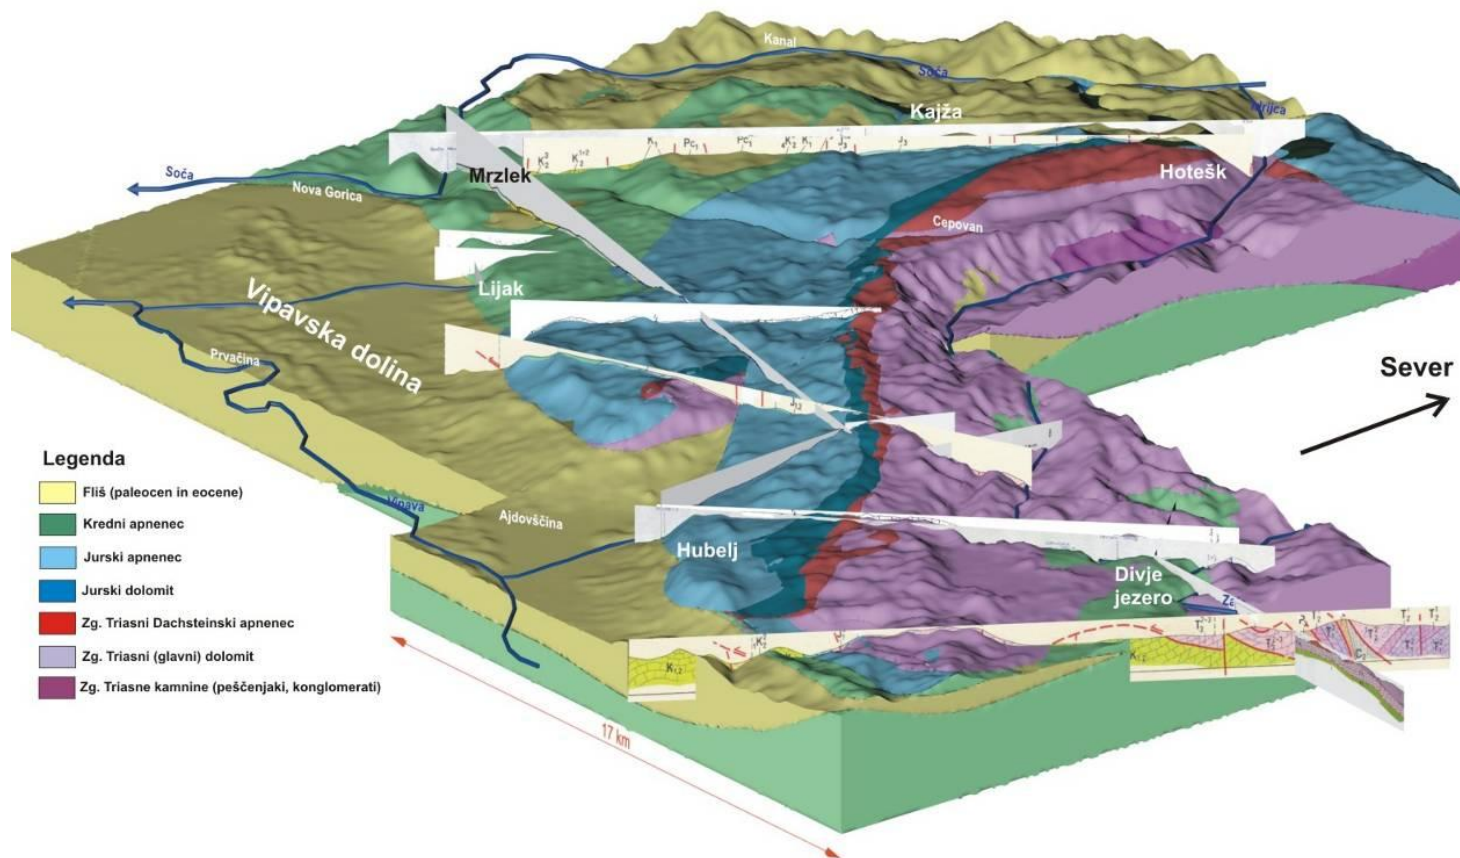 Kanal
Soča
Kajža
Idrijca
Soča
Nova Gorica
Mrzlek
Hotešk
Cepovan
Lijak
Vipavska dolina
Prvačina
Sever
Vipava
Ajdovščina
Hubelj
Divje
jezero
17 km
Legenda
Fliš (paleocen in eocene)
Kredni apnenec
Jurski apnenec
Jurski dolomit
Zg. Triasni Dachsteinski apnenec
Zg. Triasni (glavni) dolomit
Zg. Triasne kamnine (peščenjaki, konglomerati)